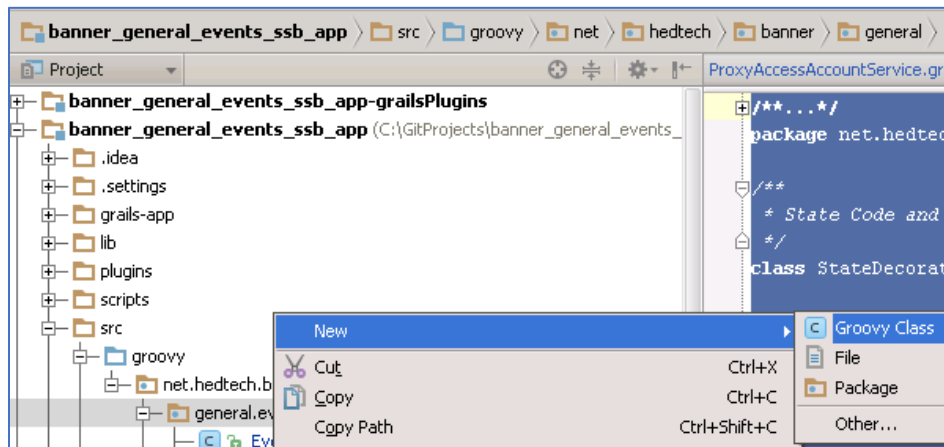 banner_general_events_ssb_app src groovy net hedtech banner general
Project
ProxyAccessAccountService.gr
banner_general_events_ssb_app-grailsPlugins
banner_general_events_ssb_app (C:\GitProjects\banner_general_events_
.idea
.settings
grails-app
lib
plugins
scripts
src
groovy
net.hedtech.b
general.ev
Eve
/**...*/
package net.hedtec
/**
* State Code and
*/
class StateDecorat
New
Cut Ctrl+X
Copy Ctrl+C
Copy Path Ctrl+Shift+C
Groovy Class
File
Package
Other...